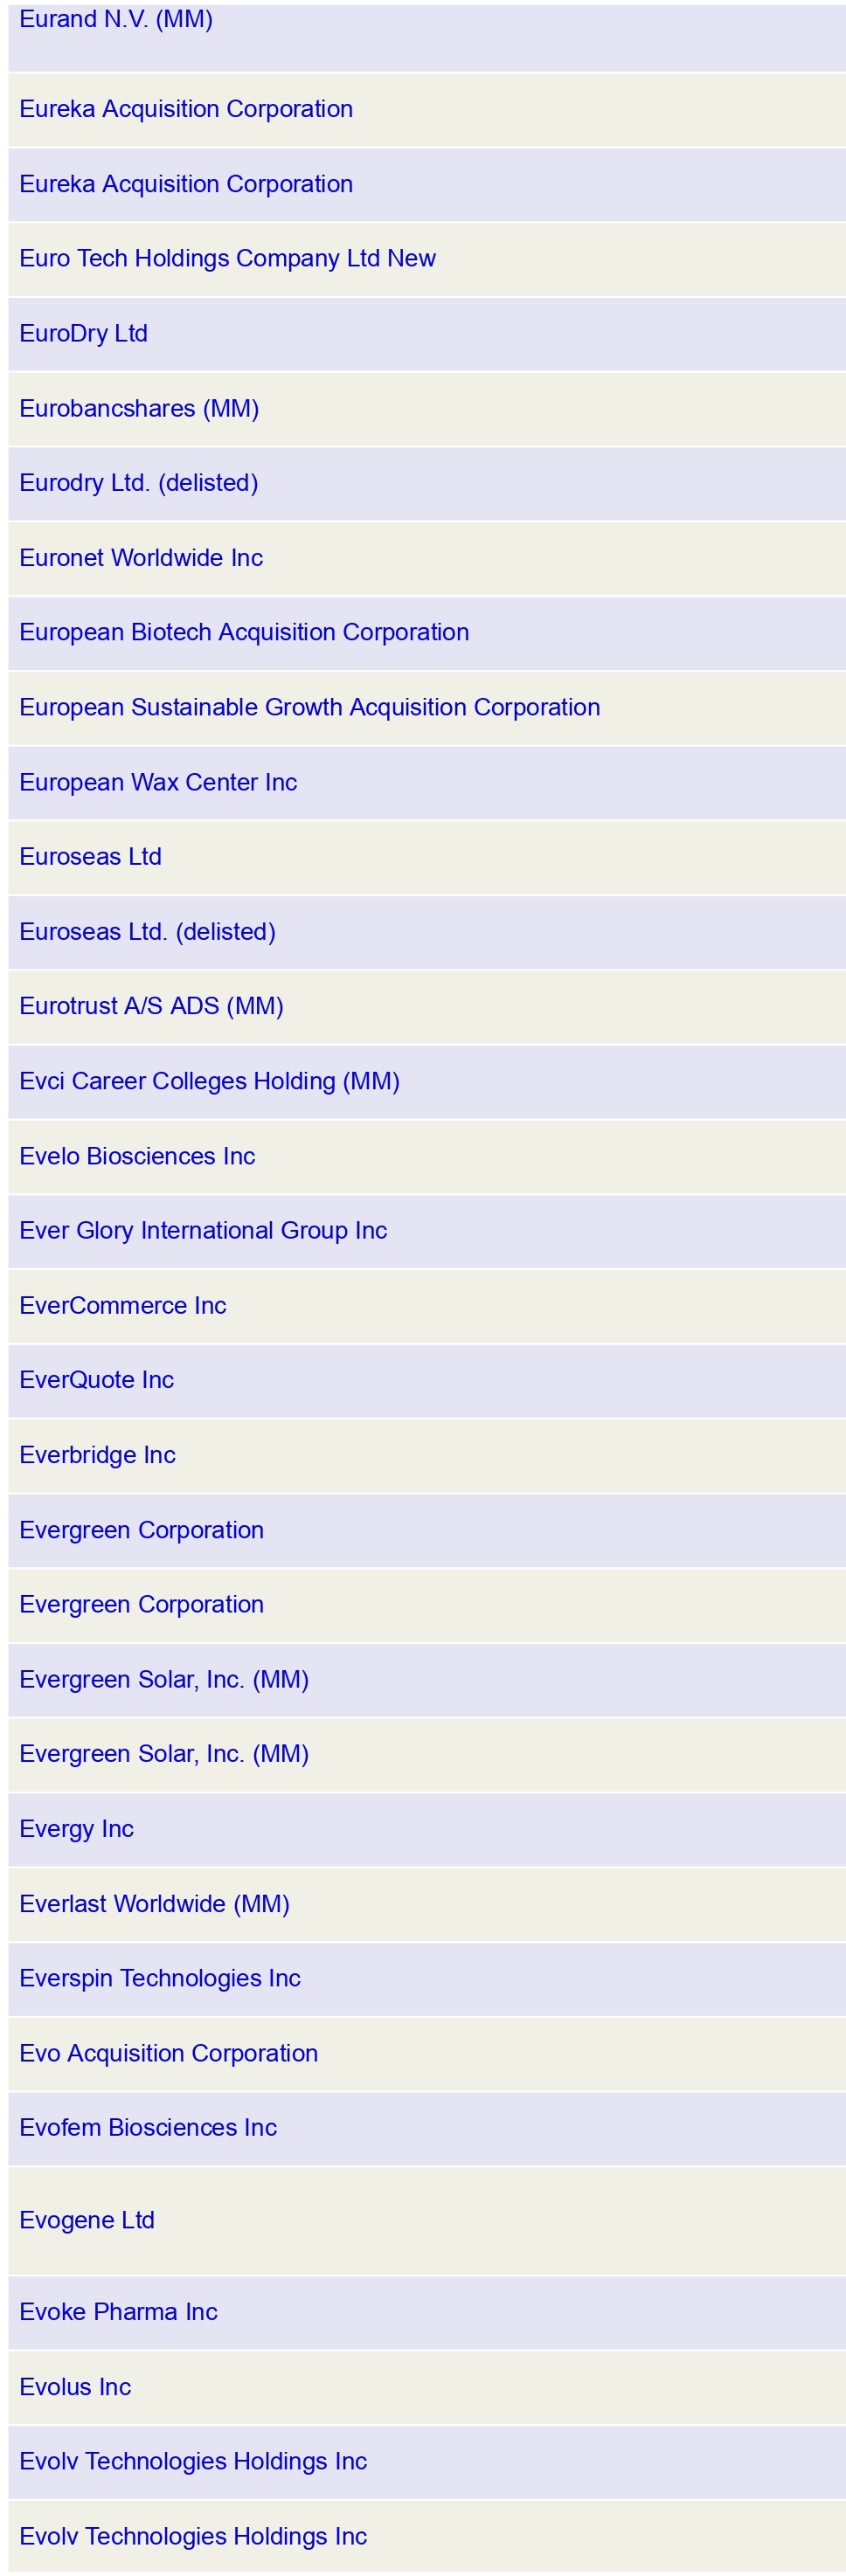 Eurand N.V. (MM)
Eureka Acquisition Corporation
Eureka Acquisition Corporation
Euro Tech Holdings Company Ltd New
EuroDry Ltd
Eurobancshares (MM)
Eurodry Ltd. (delisted)
Euronet Worldwide Inc
European Biotech Acquisition Corporation
European Sustainable Growth Acquisition Corporation
European Wax Center Inc
Euroseas Ltd
Euroseas Ltd. (delisted)
Eurotrust A/S ADS (MM)
Evci Career Colleges Holding (MM)
Evelo Biosciences Inc
Ever Glory International Group Inc
EverCommerce Inc
EverQuote Inc
Everbridge Inc
Evergreen Corporation
Evergreen Corporation
Evergreen Solar, Inc. (MM)
Evergreen Solar, Inc. (MM)
Evergy Inc
Everlast Worldwide (MM)
Everspin Technologies Inc
Evo Acquisition Corporation
Evofem Biosciences Inc
Evogene Ltd
Evoke Pharma Inc
Evolus Inc
Evolv Technologies Holdings Inc
Evolv Technologies Holdings Inc